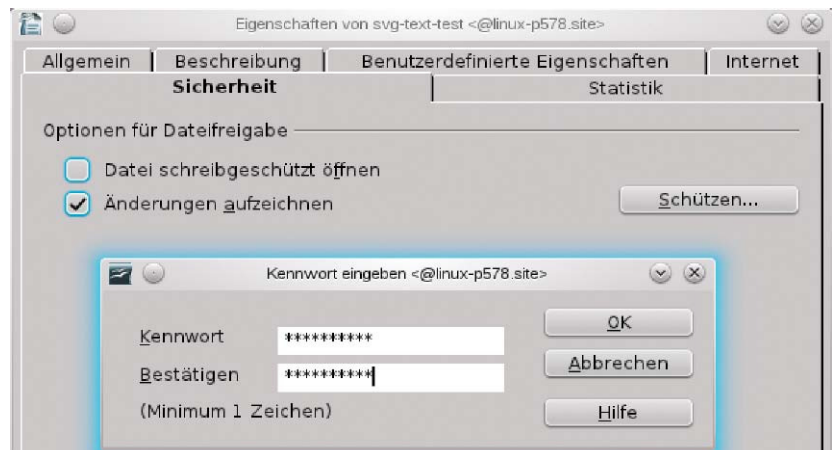 Eigenschaften von svg-text-test <@linux-p578.site>
Allgemein Beschreibung Benutzerdefinierte Eigenschaften Internet
Sicherheit Statistik
Optionen für Dateifreigabe
Datei schreibgeschützt öffnen
Änderungen aufzeichnen Schützen...
Kennwort eingeben <@linux-p578.site>
Kennwort ********** OK
Bestätigen ********** Abbrechen
(Minimum 1 Zeichen) Hilfe